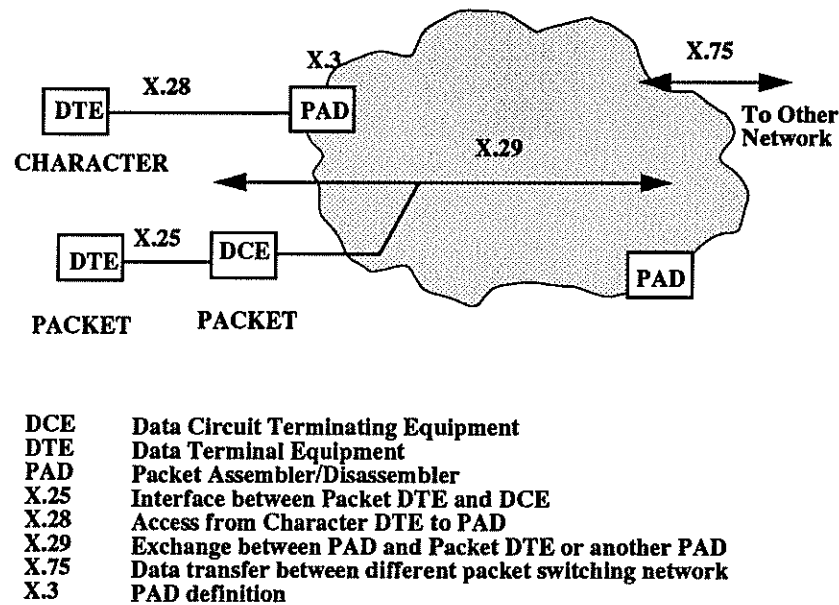 X.3
X.75
X.28
DTE
PAD
To Other
Network
CHARACTER
X.29
X.25
DTE
DCE
PAD
PACKET
PACKET
DCE Data Circuit Terminating Equipment
DTE Data Terminal Equipment
PAD Packet Assembler/Disassembler
X.25 Interface between Packet DTE and DCE
X.28 Access from Character DTE to PAD
X.29 Exchange between PAD and Packet DTE or another PAD
X.75 Data transfer between different packet switching network
X.3 PAD definition